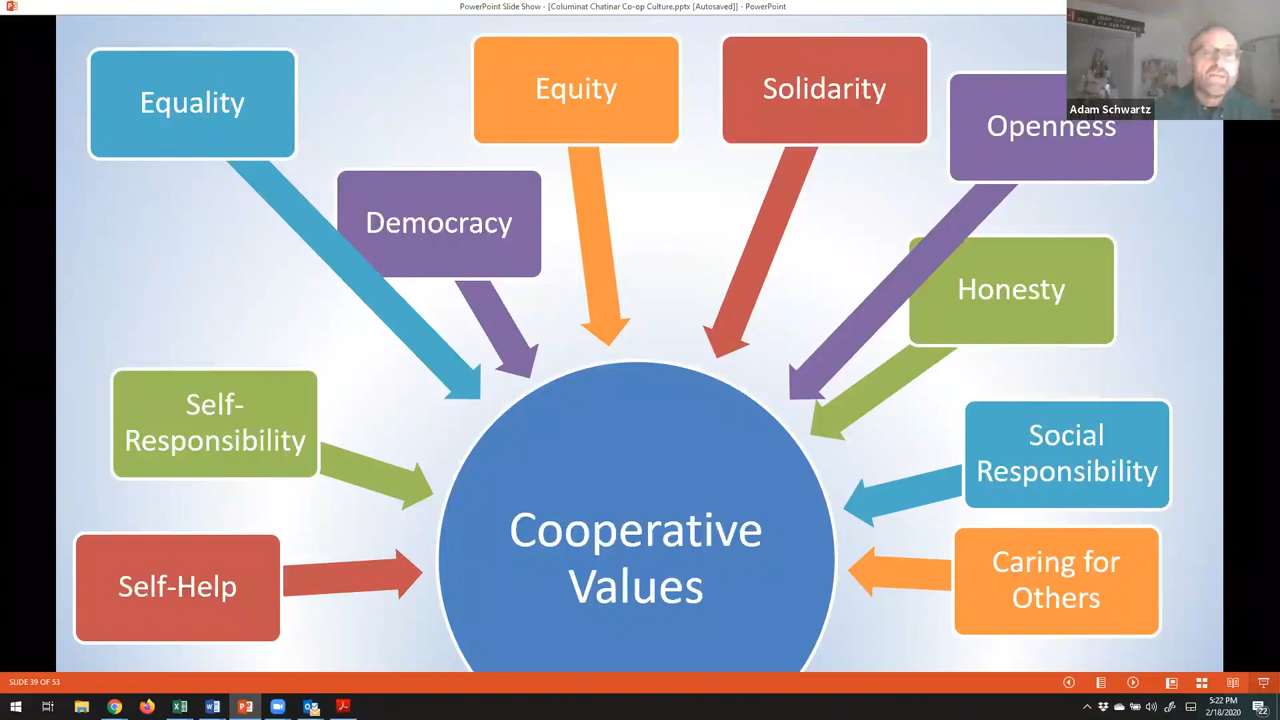 PowerPoint Slide Show - [Columinat Chatinar Co-op Culture.pptx [Autosaved]] - PowerPoint
Adam Schwartz
Equality
Equity
Solidarity
Openness
Democracy
Honesty
Self-
Responsibility
Social
Responsibility
Self-Help
Cooperative
Values
Caring for
Others
SLIDE 39 OF 53
5:22 PM
2/18/2020
22